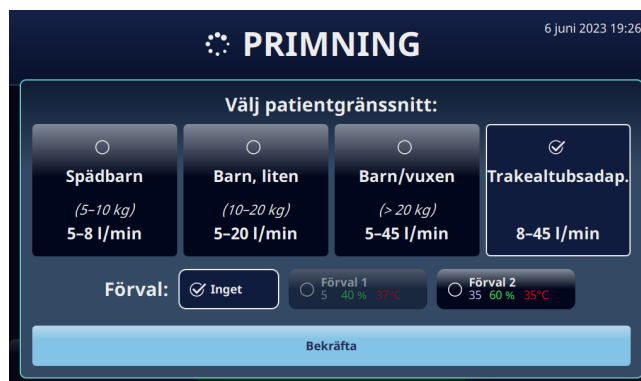 PRIMNING
6 juni 2023 19:26
Välj patientgränssnitt:
Spädbarn
(5–10 kg)
5–8 l/min
Barn, liten
(10–20 kg)
5–20 l/min
Barn/vuxen
(> 20 kg)
5–45 l/min
Trakealtubsadap.
8–45 l/min
Förval:
Inget
Förval 1
5 40 % 37°C
Förval 2
35 60 % 35°C
Bekräfta